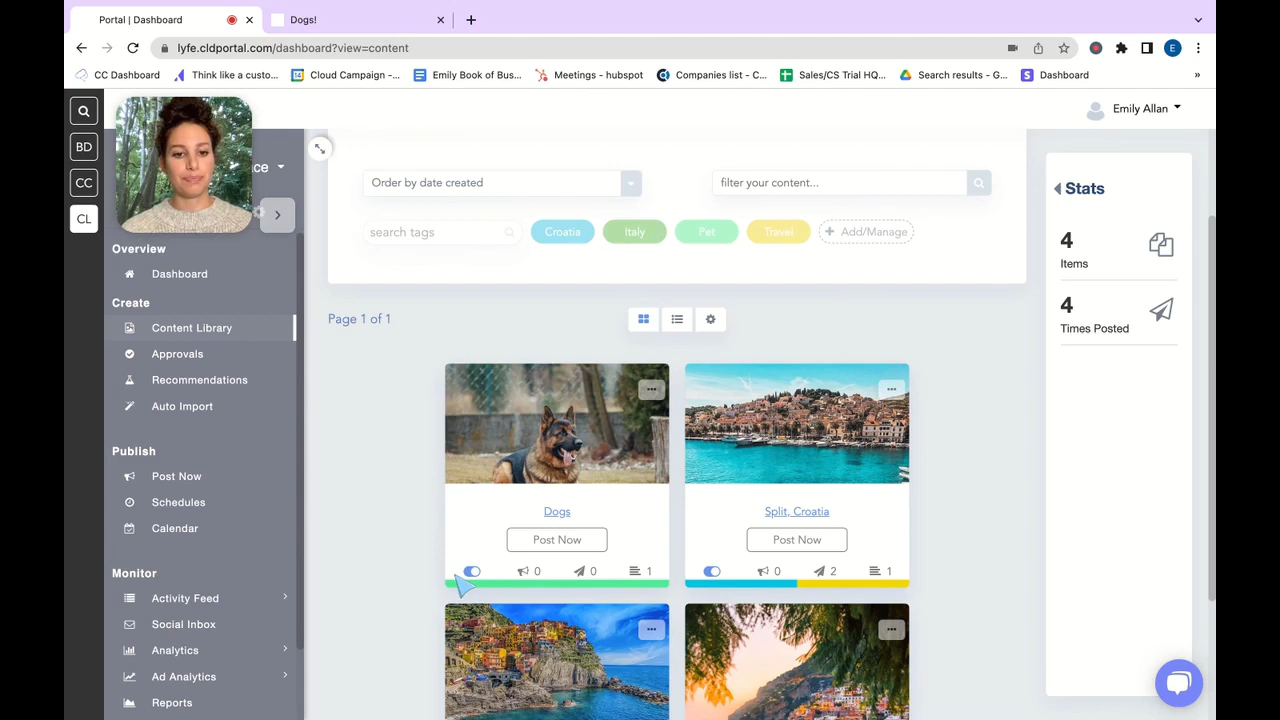 Portal | Dashboard
Dogs!
lyfe.cldportal.com/dashboard?view=content
E
CC Dashboard
Think like a custo...
Cloud Campaign -...
Emily Book of Bus...
Meetings - hubspot
Companies list - C...
Sales/CS Trial HQ...
Search results - G...
Dashboard
»
BD
CC
CL
ce
Emily Allan
Overview
Dashboard
Create
Content Library
Approvals
Recommendations
Auto Import
Publish
Post Now
Schedules
Calendar
Monitor
Activity Feed
Social Inbox
Analytics
Ad Analytics
Reports
Order by date created
filter your content...
search tags
Croatia
Italy
Pet
Travel
+ Add/Manage
Page 1 of 1
Dogs
Post Now
0
0
1
Split, Croatia
Post Now
0
2
1
Stats
4
Items
4
Times Posted